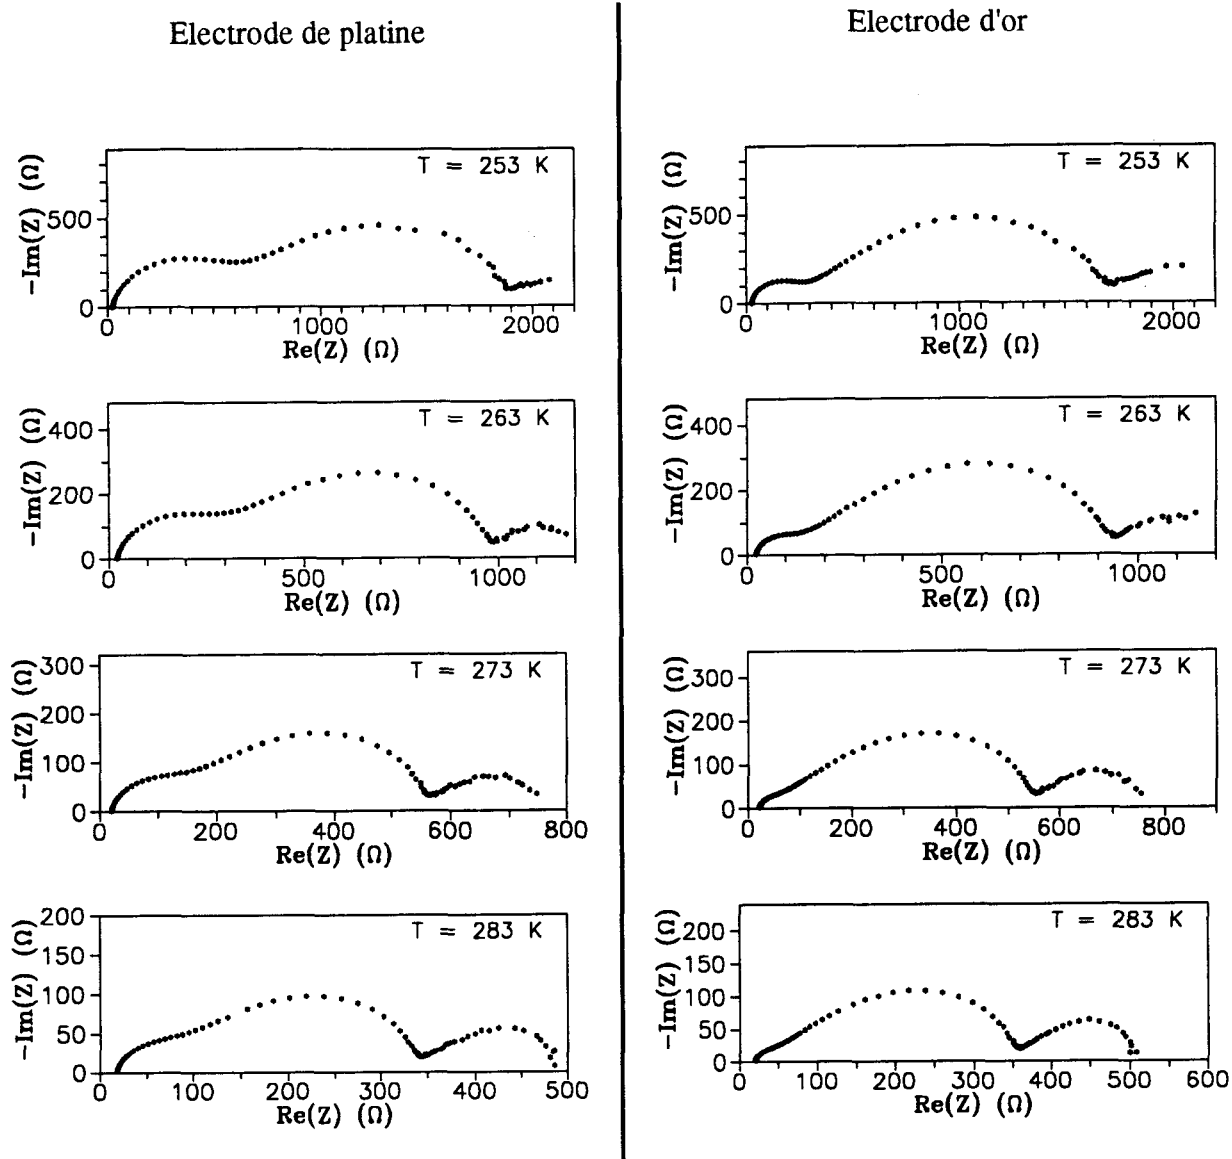 Electrode de platine
Electrode d'or
T = 253 K
-Im(Z) (Ω)
500
0
0
1000
2000
Re(Z) (Ω)
T = 253 K
-Im(Z) (Ω)
500
0
0
1000
2000
Re(Z) (Ω)
T = 263 K
-Im(Z) (Ω)
400
200
0
0
500
1000
Re(Z) (Ω)
T = 263 K
-Im(Z) (Ω)
400
200
0
0
500
1000
Re(Z) (Ω)
T = 273 K
-Im(Z) (Ω)
300
200
100
0
0
200
400
600
800
Re(Z) (Ω)
T = 273 K
-Im(Z) (Ω)
300
200
100
0
0
200
400
600
800
Re(Z) (Ω)
T = 283 K
-Im(Z) (Ω)
200
150
100
50
0
0
100
200
300
400
500
Re(Z) (Ω)
T = 283 K
-Im(Z) (Ω)
200
150
100
50
0
0
100
200
300
400
500
600
Re(Z) (Ω)